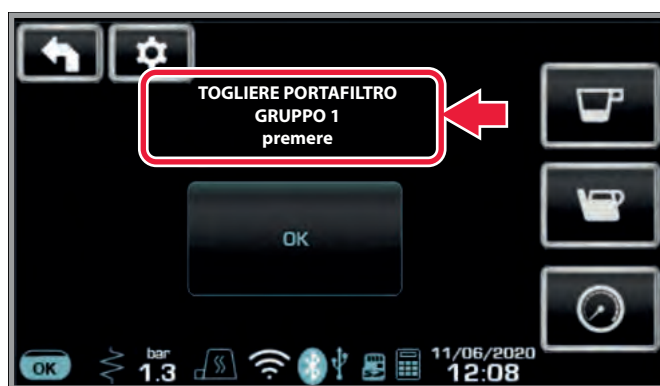 TOGLIERE PORTAFILTRO
GRUPPO 1
premere
OK
OK
bar
1.3
11/06/2020
12:08